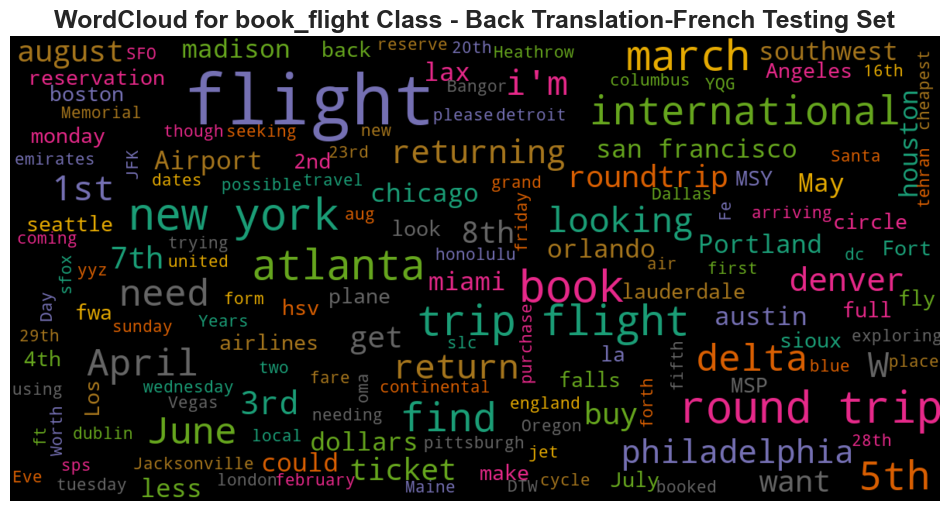 WordCloud for book_flight Class - Back Translation-French Testing Set
august SFO madison back reserve 20th Heathrow march southwest
reservation lax Bangor i'm columbus YQG Angeles 16th cheapest
boston flight international
Memorial please detroit houston
monday though seeking new returning san francisco Santa
emirates JFK Airport 2nd 23rd roundtrip MSY May tehran
1st dates possible travel chicago grand Dallas Fe arriving
seattle new york aug look 8th friday looking circle
coming trying orlando Portland dc Fort
sfox yyz 7th united atlanta honolulu air first
Day fwa need form hsv plane miami book lauderdale denver fly
29th sunday Years airlines get trip flight purchase austin full
4th April two slc la sioux exploring
using Los wednesday fare oma return falls fifth delta blue W place
Worth Vegas 3rd needing continental england forth MSP
ft dublin June local find Oregon buy round trip
sps dollars pittsburgh jet philadelphia 28th
Eve Jacksonville could ticket make July want 5th
tuesday less london february Maine DTW cycle booked